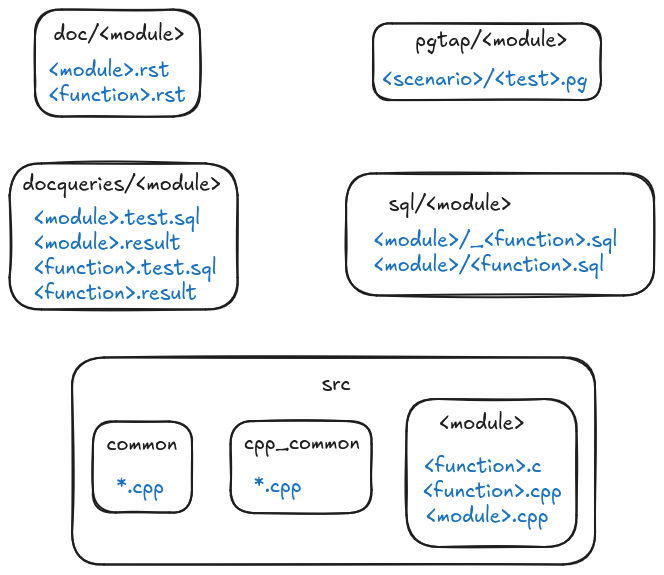 doc/<module>
<module>.rst
<function>.rst
pgtap/<module>
<scenario>/<test>.pg
docqueries/<module>
<module>.test.sql
<module>.result
<function>.test.sql
<function>.result
sql/<module>
<module>/_<function>.sql
<module>/<function>.sql
src
common
*.cpp
cpp_common
*.cpp
<module>
<function>.c
<function>.cpp
<module>.cpp